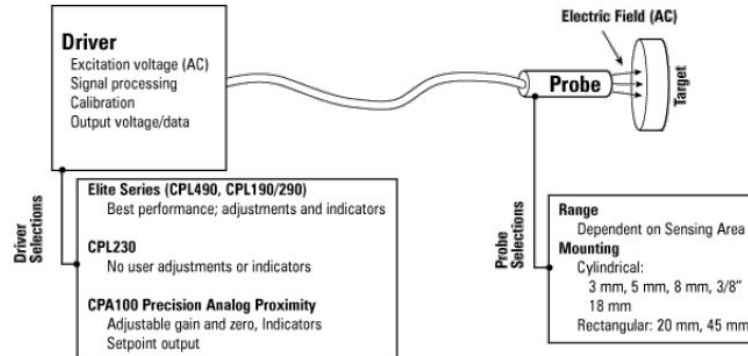 Electric Field (AC)
Driver
Excitation voltage (AC)
Signal processing
Calibration
Output voltage/data
Probe
Target
Driver
Selections
Elite Series (CPL490, CPL190/290)
Best performance; adjustments and indicators
CPL230
No user adjustments or indicators
CPA100 Precision Analog Proximity
Adjustable gain and zero, Indicators
Setpoint output
Probe
Selections
Range
Dependent on Sensing Area
Mounting
Cylindrical:
3 mm, 5 mm, 8 mm, 3/8"
18 mm
Rectangular: 20 mm, 45 mm